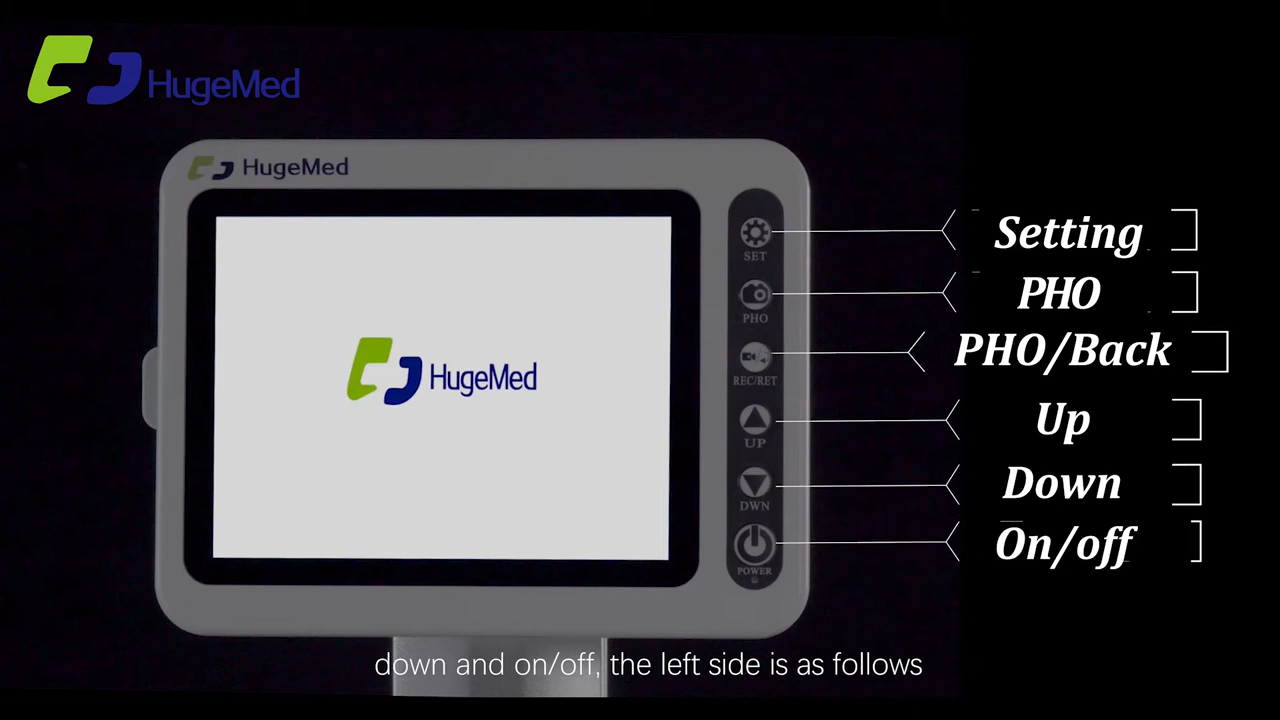 HugeMed
HugeMed
HugeMed
SET
PHO
REC/RET
UP
DWN
POWER
Setting
PHO
PHO/Back
Up
Down
On/off
down and on/off, the left side is as follows